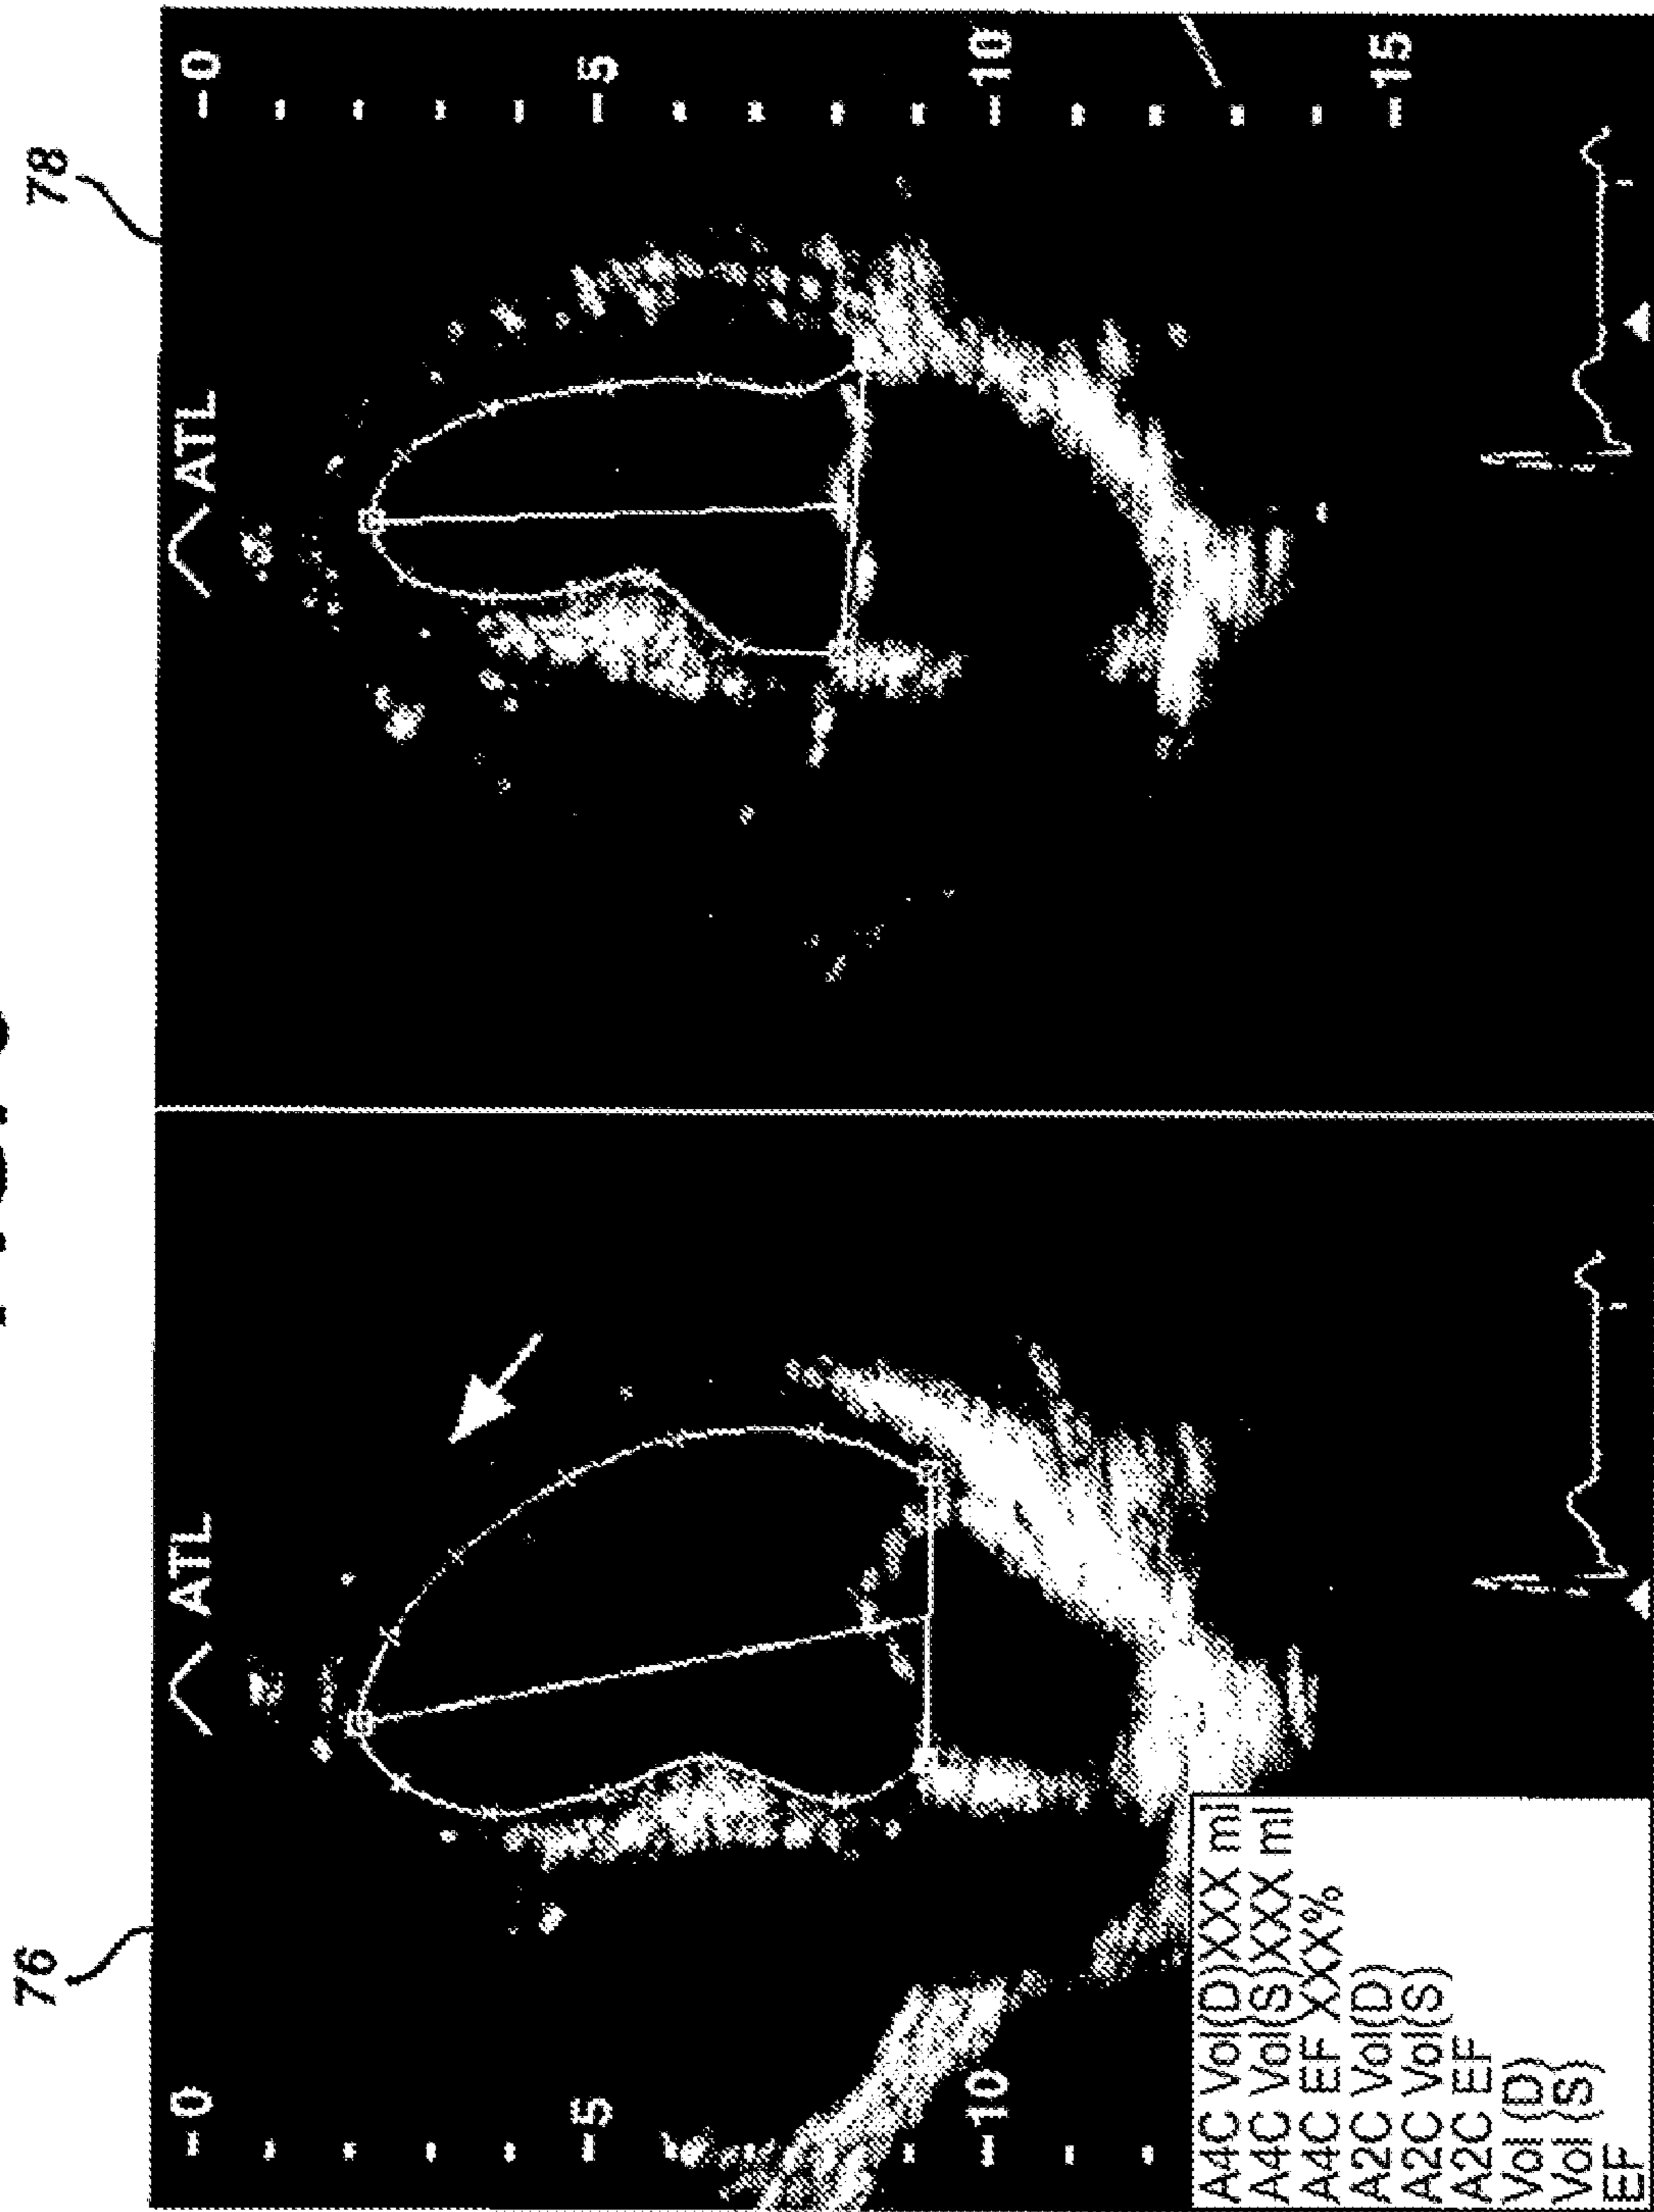 76
78
ATL
ATL
-0
-0
-5
-5
-10
-10
-15
A4C Vol(D)XXX ml
A4C Vol(S)XXX ml
A4C EF XXX%
A2C Vol(D)
A2C Vol(S)
A2C EF
Vol (D)
Vol (S)
EF